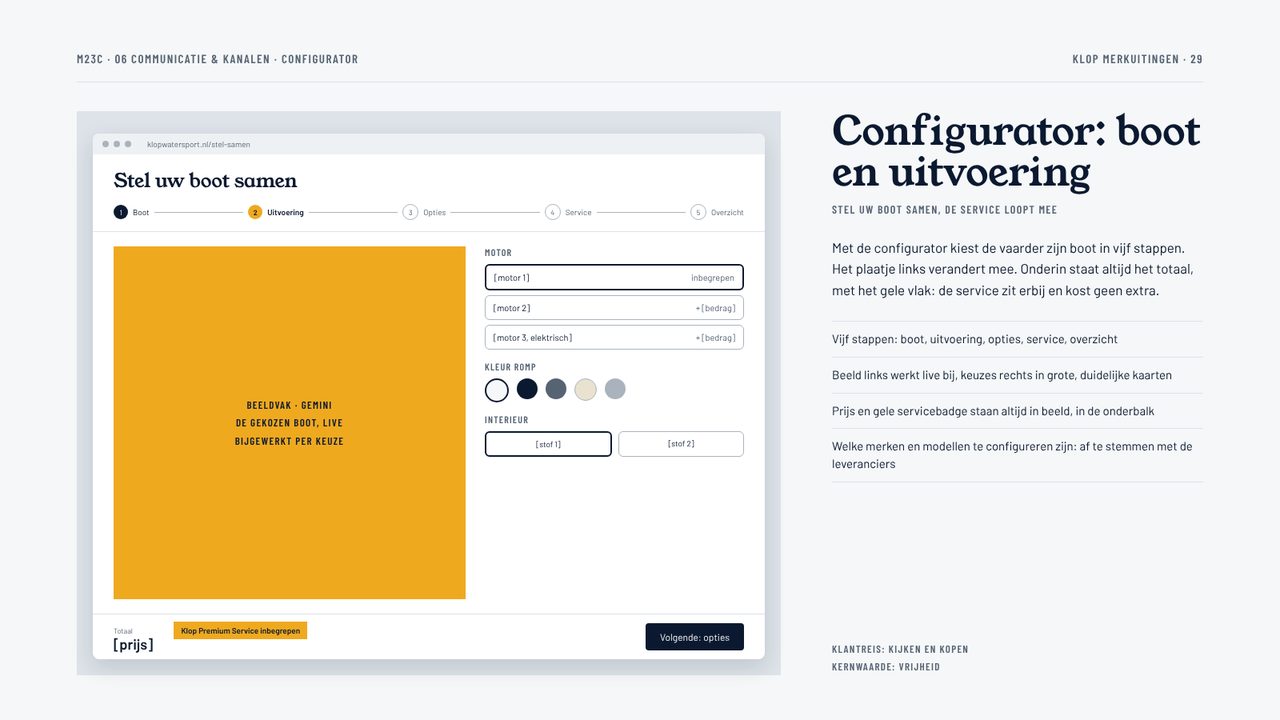 M23C · 06 COMMUNICATIE & KANALEN · CONFIGURATOR
KLOP MERKUITINGEN · 29
klopwatersport.nl/stel-samen
Stel uw boot samen
1 Boot
2 Uitvoering
3 Opties
4 Service
5 Overzicht
BEELDVAK · GEMINI
DE GEKOZEN BOOT, LIVE
BIJGEWERKT PER KEUZE
MOTOR
[motor 1] inbegrepen
[motor 2] +[bedrag]
[motor 3, elektrisch] +[bedrag]
KLEUR ROMP
INTERIEUR
[stof 1]
[stof 2]
Totaal
[prijs]
Klop Premium Service inbegrepen
Volgende: opties
Configurator: boot
en uitvoering
STEL UW BOOT SAMEN, DE SERVICE LOOPT MEE
Met de configurator kiest de vaarder zijn boot in vijf stappen.
Het plaatje links verandert mee. Onderin staat altijd het totaal,
met het gele vlak: de service zit erbij en kost geen extra.
Vijf stappen: boot, uitvoering, opties, service, overzicht
Beeld links werkt live bij, keuzes rechts in grote, duidelijke kaarten
Prijs en gele servicebadge staan altijd in beeld, in de onderbalk
Welke merken en modellen te configureren zijn: af te stemmen met de
leveranciers
KLANTREIS: KIJKEN EN KOPEN
KERNWAARDE: VRIJHEID